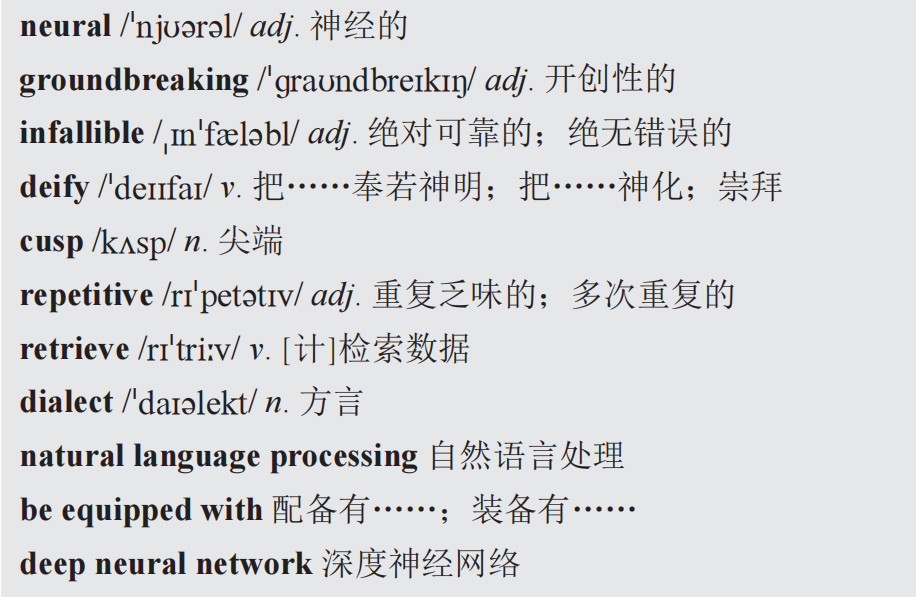 neural /ˈnjʊərəl/ adj. 神经的
groundbreaking /ˈɡraʊndbreɪkɪŋ/ adj. 开创性的
infallible /ˌɪnˈfæləbl/ adj. 绝对可靠的；绝无错误的
deify /ˈdeɪɪfaɪ/ v. 把……奉若神明；把……神化；崇拜
cusp /kʌsp/ n. 尖端
repetitive /rɪˈpetətɪv/ adj. 重复乏味的；多次重复的
retrieve /rɪˈtriːv/ v. [计]检索数据
dialect /ˈdaɪəlekt/ n. 方言
natural language processing 自然语言处理
be equipped with 配备有……；装备有……
deep neural network 深度神经网络